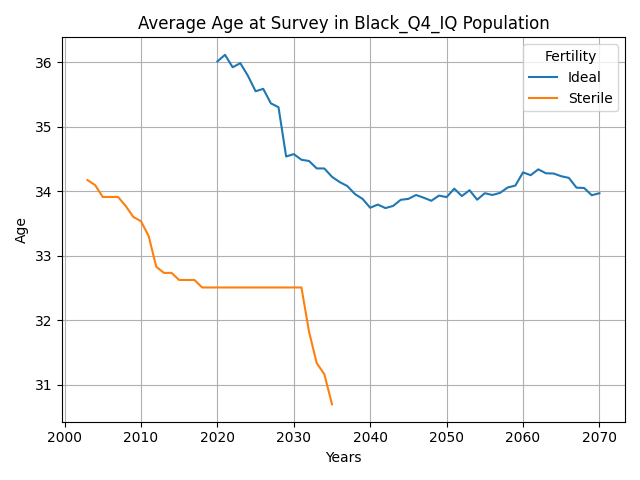 Average Age at Survey in Black_Q4_IQ Population
Fertility
Ideal
Sterile
Age
36
35
34
33
32
31
2000 2010 2020 2030 2040 2050 2060 2070
Years